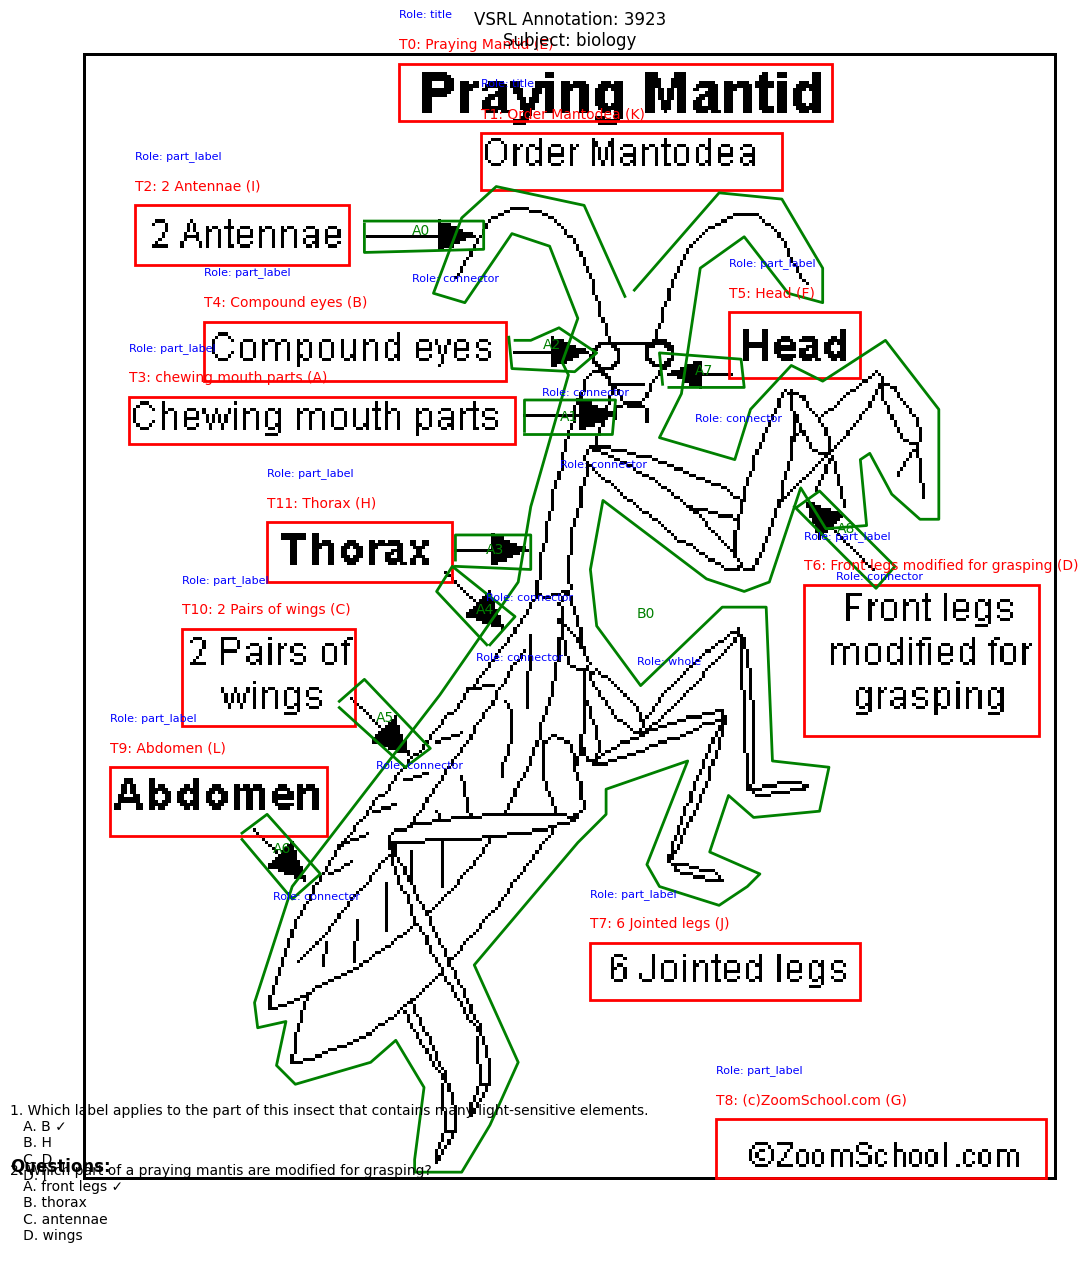 VSRL Annotation: 3923
Subject: biology
Role: title
T0: Praying Mantid (E)
Praying Mantid
Role: title
T1: Order Mantodea (K)
Order Mantodea
Role: part_label
T2: 2 Antennae (I)
2 Antennae
A0
Role: connector
Role: part_label
T4: Compound eyes (B)
Compound eyes
A2
Role: connector
Role: part_label
T5: Head (F)
Head
A7
Role: connector
Role: part_label
T3: chewing mouth parts (A)
Chewing mouth parts
A1
Role: connector
Role: part_label
T11: Thorax (H)
Thorax
A3
Role: connector
A8
Role: connector
Role: part_label
T6: Front legs modified for grasping (D)
Front legs
modified for
grasping
Role: part_label
T10: 2 Pairs of wings (C)
2 Pairs of
wings
A4
Role: connector
B0
Role: whole
A5
Role: connector
Role: part_label
T9: Abdomen (L)
Abdomen
A6
Role: connector
Role: part_label
T7: 6 Jointed legs (J)
6 Jointed legs
Role: part_label
T8: (c)ZoomSchool.com (G)
©ZoomSchool.com
Questions:
1. Which label applies to the part of this insect that contains many light-sensitive elements.
A. B ✓
B. H
C. D
2. Which part of a praying mantis are modified for grasping?
A. front legs ✓
B. thorax
C. antennae
D. wings